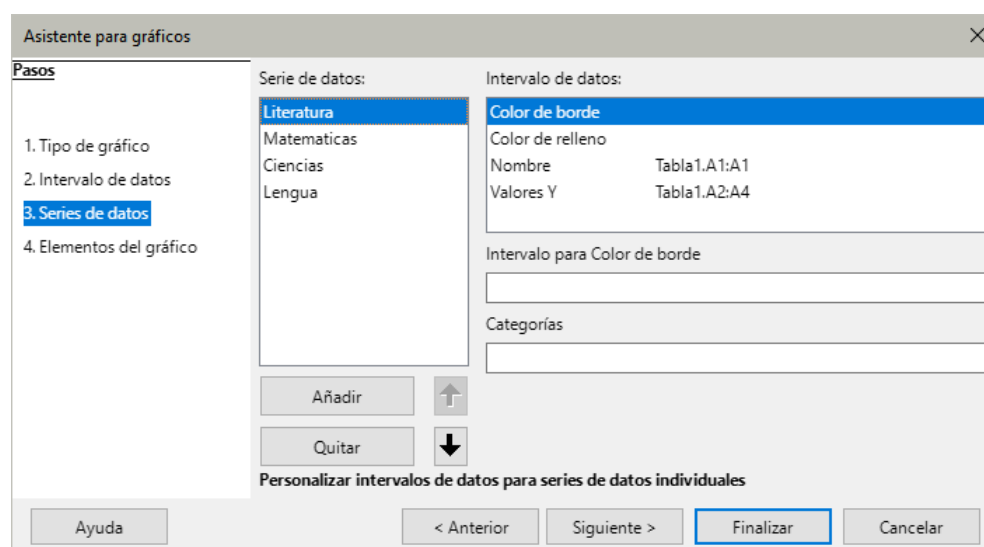 Asistente para gráficos
Pasos
1. Tipo de gráfico
2. Intervalo de datos
3. Series de datos
4. Elementos del gráfico
Serie de datos:
Literatura
Matematicas
Ciencias
Lengua
Añadir
Quitar
Intervalo de datos:
Color de borde
Color de relleno
Nombre Tabla1.A1:A1
Valores Y Tabla1.A2:A4
Intervalo para Color de borde
Categorías
Personalizar intervalos de datos para series de datos individuales
Ayuda
< Anterior
Siguiente >
Finalizar
Cancelar